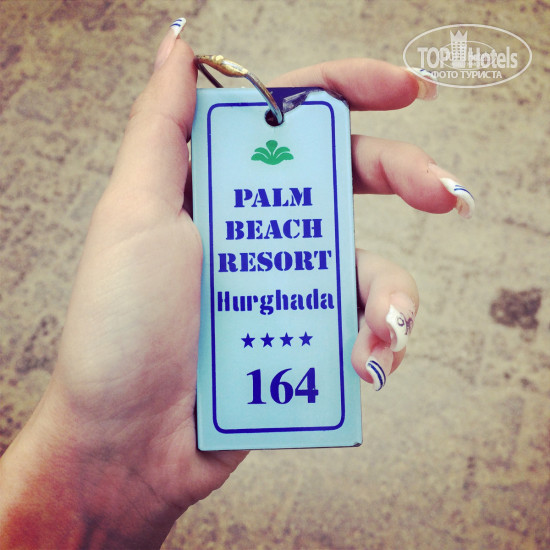 TOP Hotels
ФОТО ТУРИСТА
PALM
BEACH
RESORT
Hurghada
★★★★
164